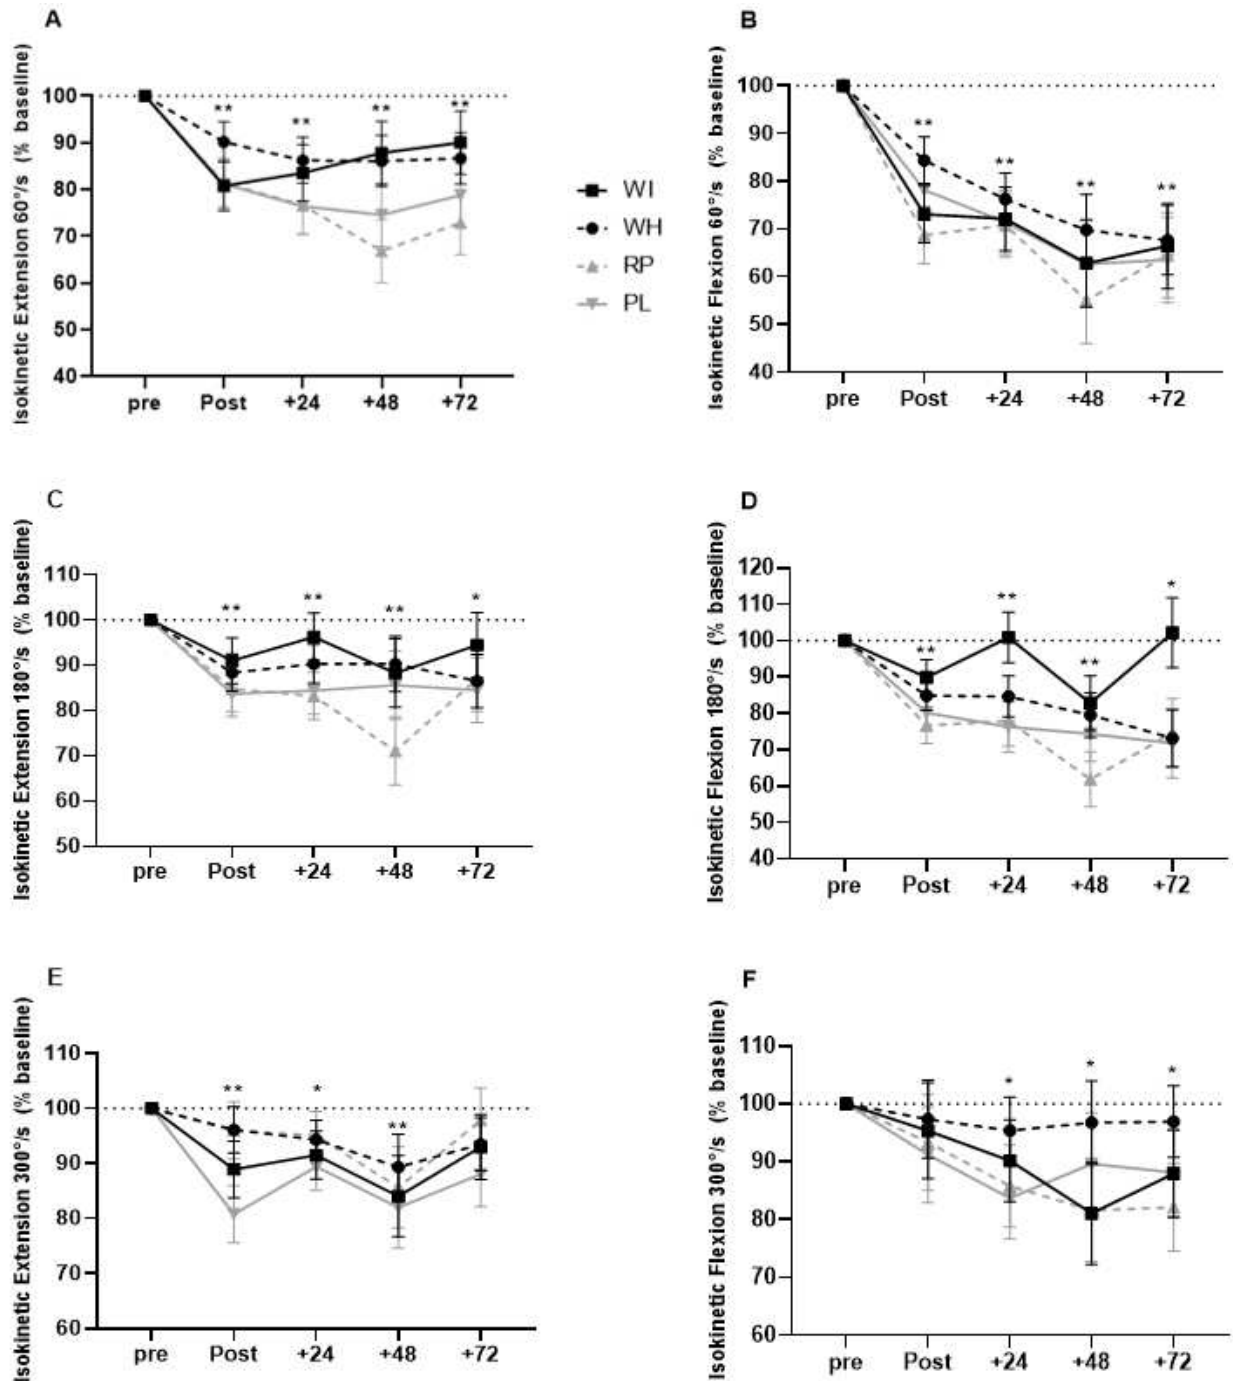 A
Isokinetic Extension 60°/s (% baseline)
100
90
80
70
60
50
40
** ** ** **
pre Post +24 +48 +72
WI
WH
RP
PL
B
Isokinetic Flexion 60°/s (% baseline)
100
90
80
70
60
50
40
** ** ** **
pre Post +24 +48 +72
C
Isokinetic Extension 180°/s (% baseline)
110
100
90
80
70
60
50
** ** ** *
pre Post +24 +48 +72
D
Isokinetic Flexion 180°/s (% baseline)
120
110
100
90
80
70
60
50
40
** ** ** *
pre Post +24 +48 +72
E
Isokinetic Extension 300°/s (% baseline)
110
100
90
80
70
60
** * **
pre Post +24 +48 +72
F
Isokinetic Flexion 30°/s (% baseline)
110
100
90
80
70
60
* * *
pre Post +24 +48 +72